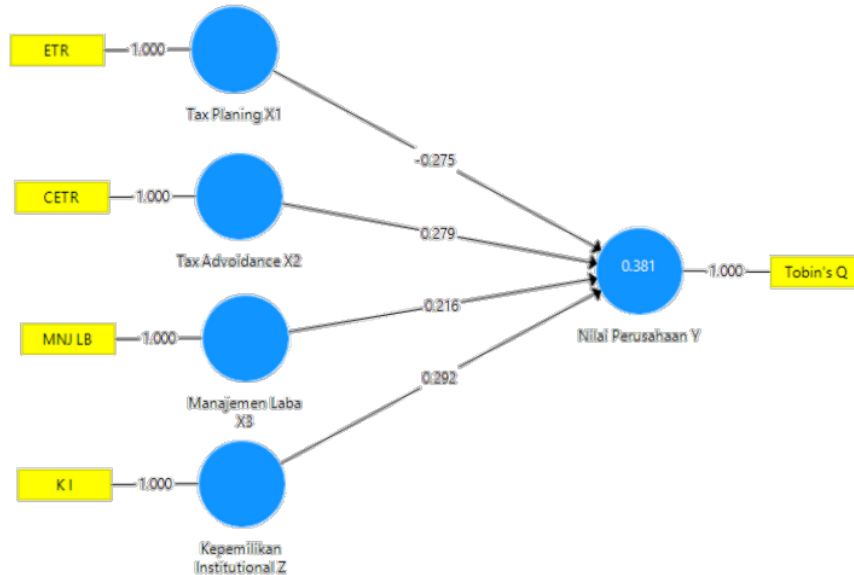 ETR
1.000
Tax Planing X1
-0.275
CETR
1.000
Tax Advoidance X2
0.279
0.381
1.000
Tobin's Q
Nilai Perusahaan Y
MNJ LB
1.000
Manajemen Laba
X3
0.216
0.292
K I
1.000
Kepemilikan
Institutional Z